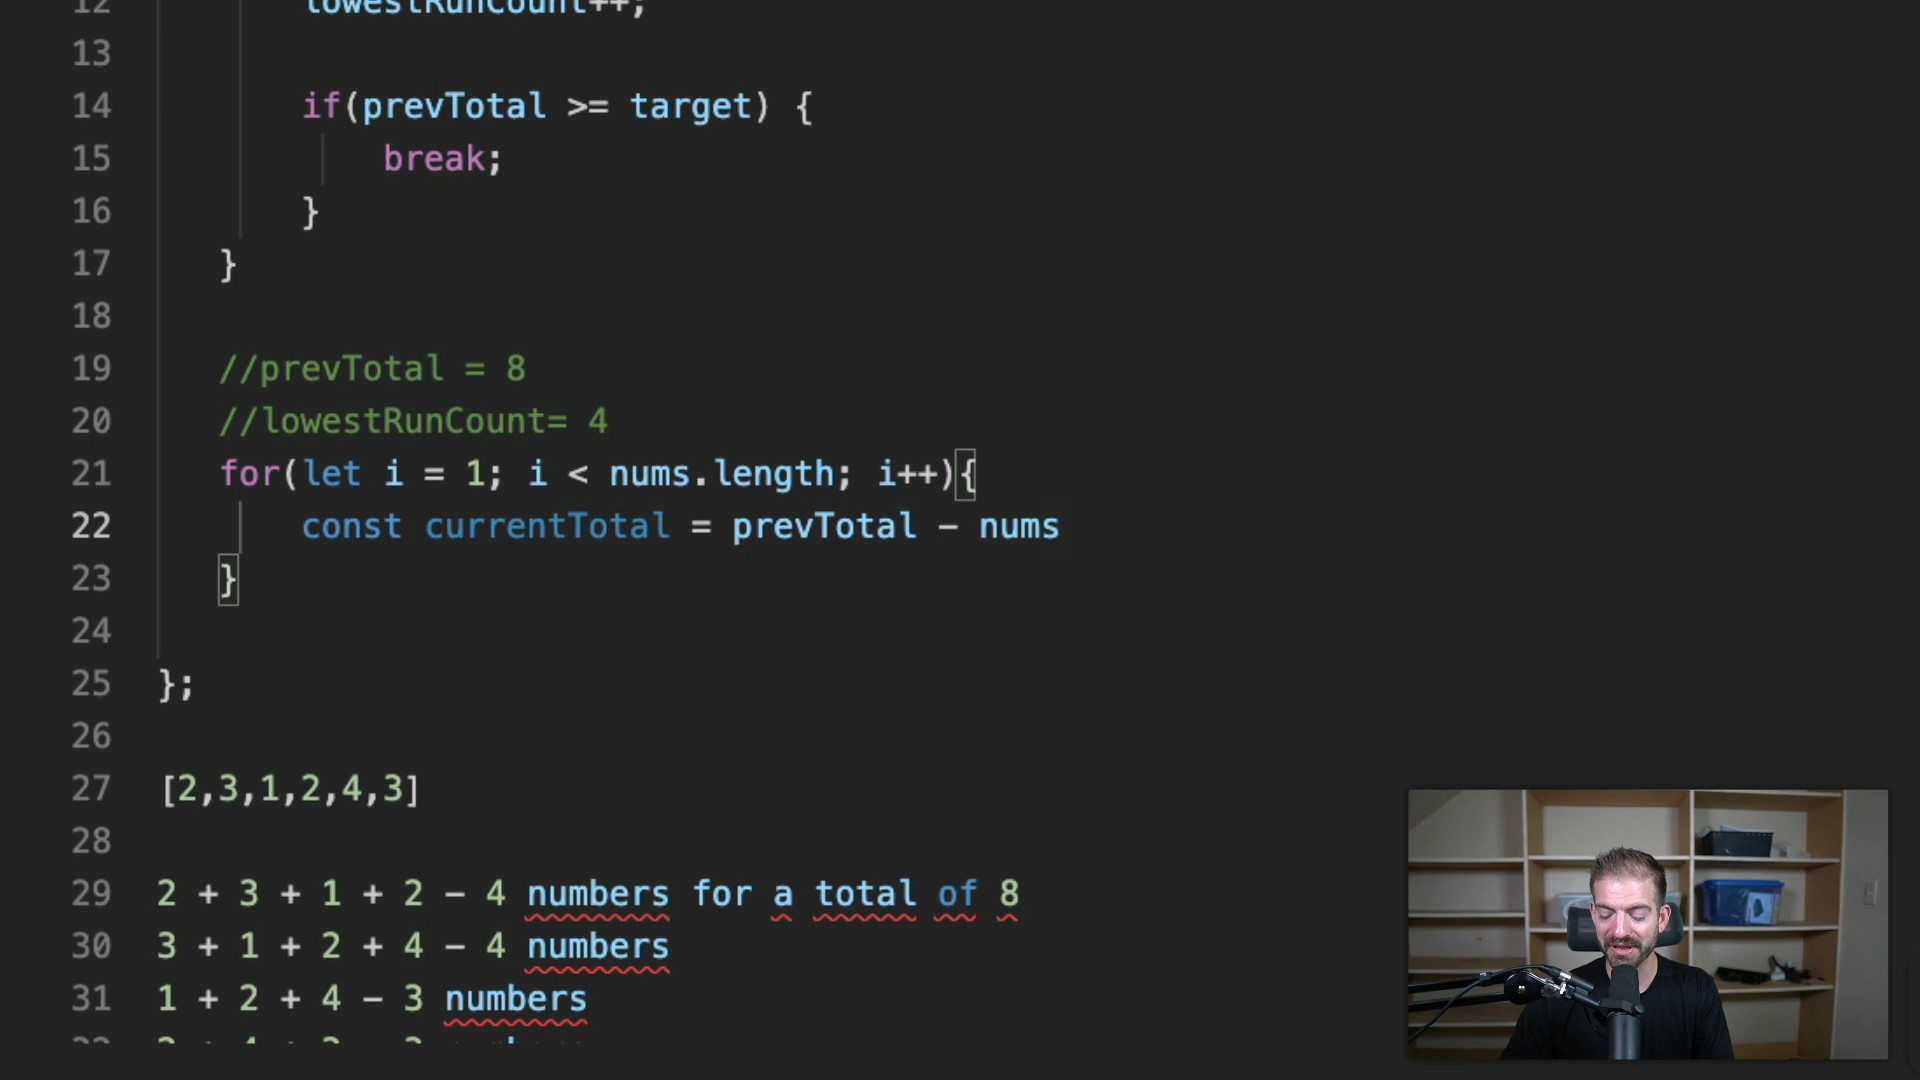 12 lowestRunCount++;
13
14 if(prevTotal >= target) {
15 break;
16 }
17 }
18
19 //prevTotal = 8
20 //lowestRunCount= 4
21 for(let i = 1; i < nums.length; i++){
22 const currentTotal = prevTotal - nums
23 }
24
25 };
26
27 [2,3,1,2,4,3]
28
29 2 + 3 + 1 + 2 - 4 numbers for a total of 8
30 3 + 1 + 2 + 4 - 4 numbers
31 1 + 2 + 4 - 3 numbers